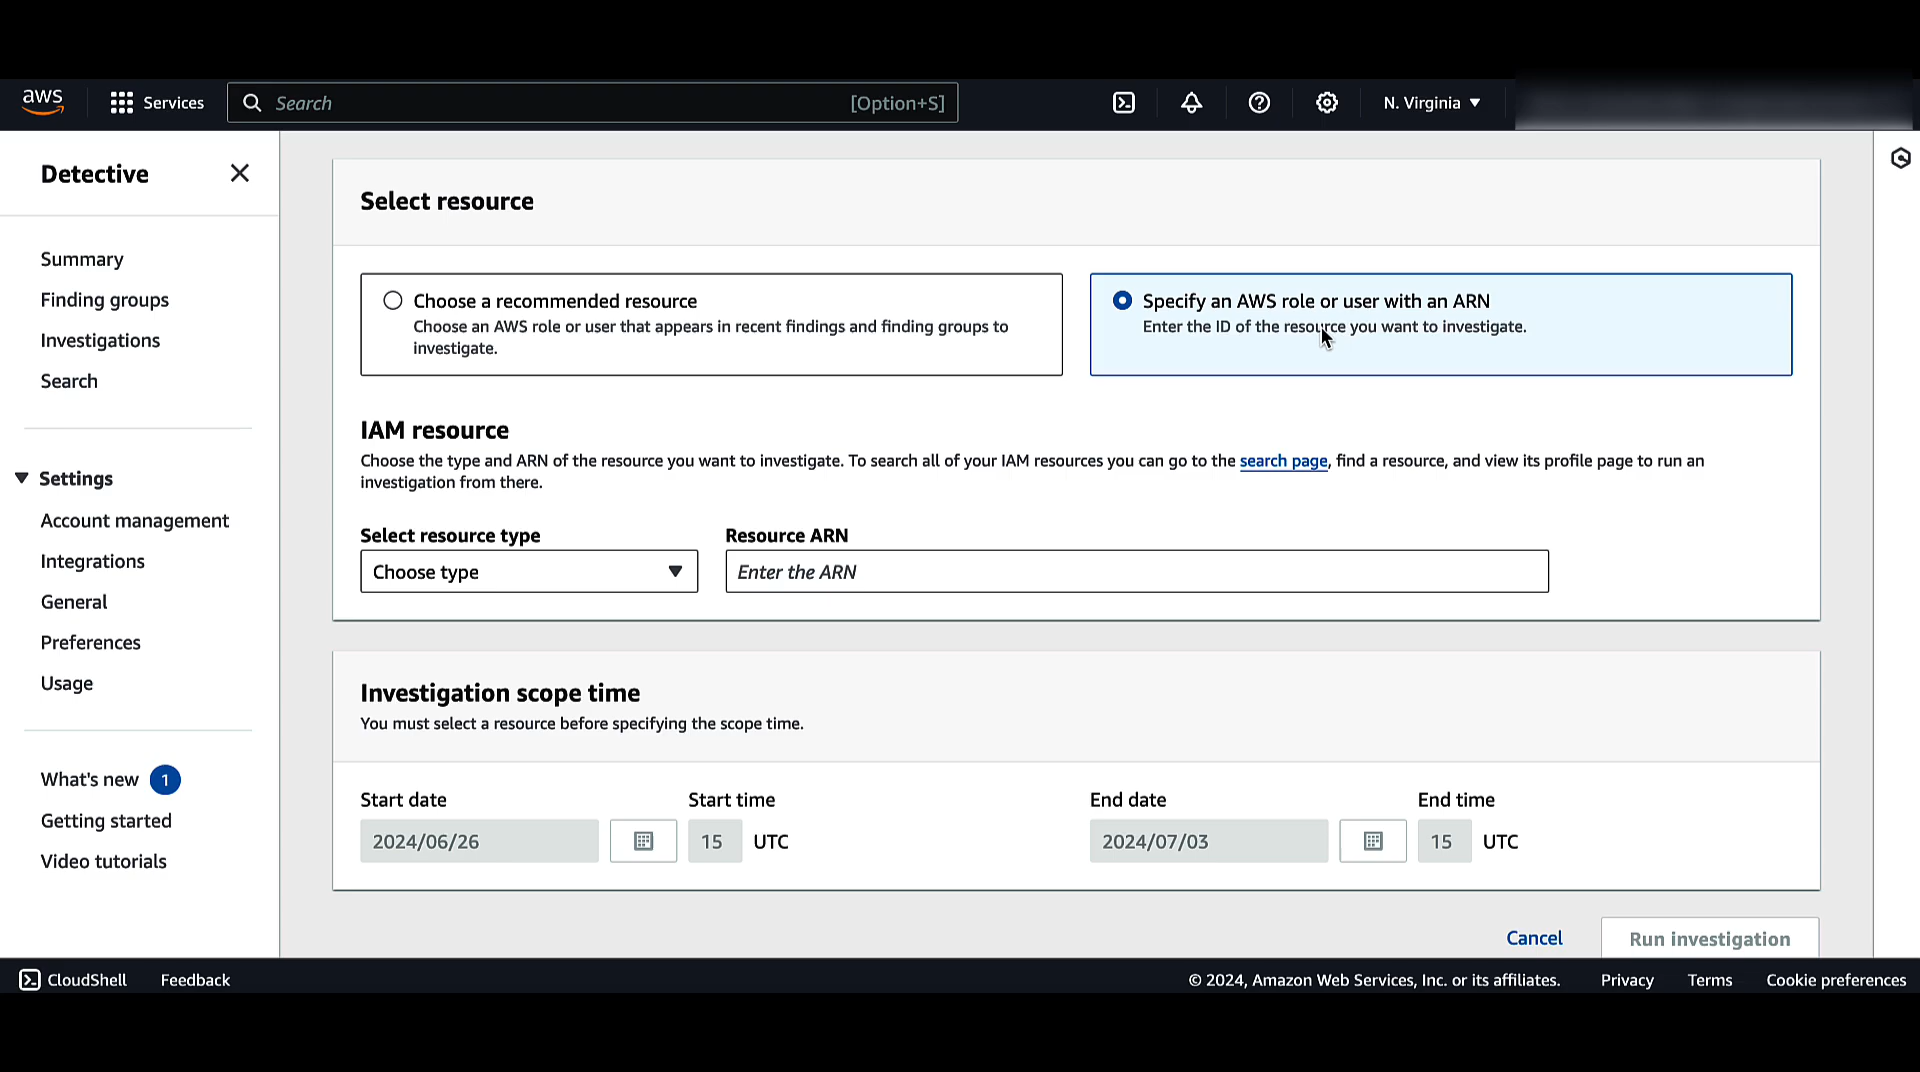 aws
Services
Search
[Option+S]
N. Virginia
Detective
Summary
Finding groups
Investigations
Search
Settings
Account management
Integrations
General
Preferences
Usage
What's new 1
Getting started
Video tutorials
Select resource
Choose a recommended resource
Choose an AWS role or user that appears in recent findings and finding groups to
investigate.
Specify an AWS role or user with an ARN
Enter the ID of the resource you want to investigate.
IAM resource
Choose the type and ARN of the resource you want to investigate. To search all of your IAM resources you can go to the search page, find a resource, and view its profile page to run an
investigation from there.
Select resource type
Choose type
Resource ARN
Enter the ARN
Investigation scope time
You must select a resource before specifying the scope time.
Start date
2024/06/26
Start time
15 UTC
End date
2024/07/03
End time
15 UTC
Cancel
Run investigation
CloudShell
Feedback
© 2024, Amazon Web Services, Inc. or its affiliates.
Privacy
Terms
Cookie preferences